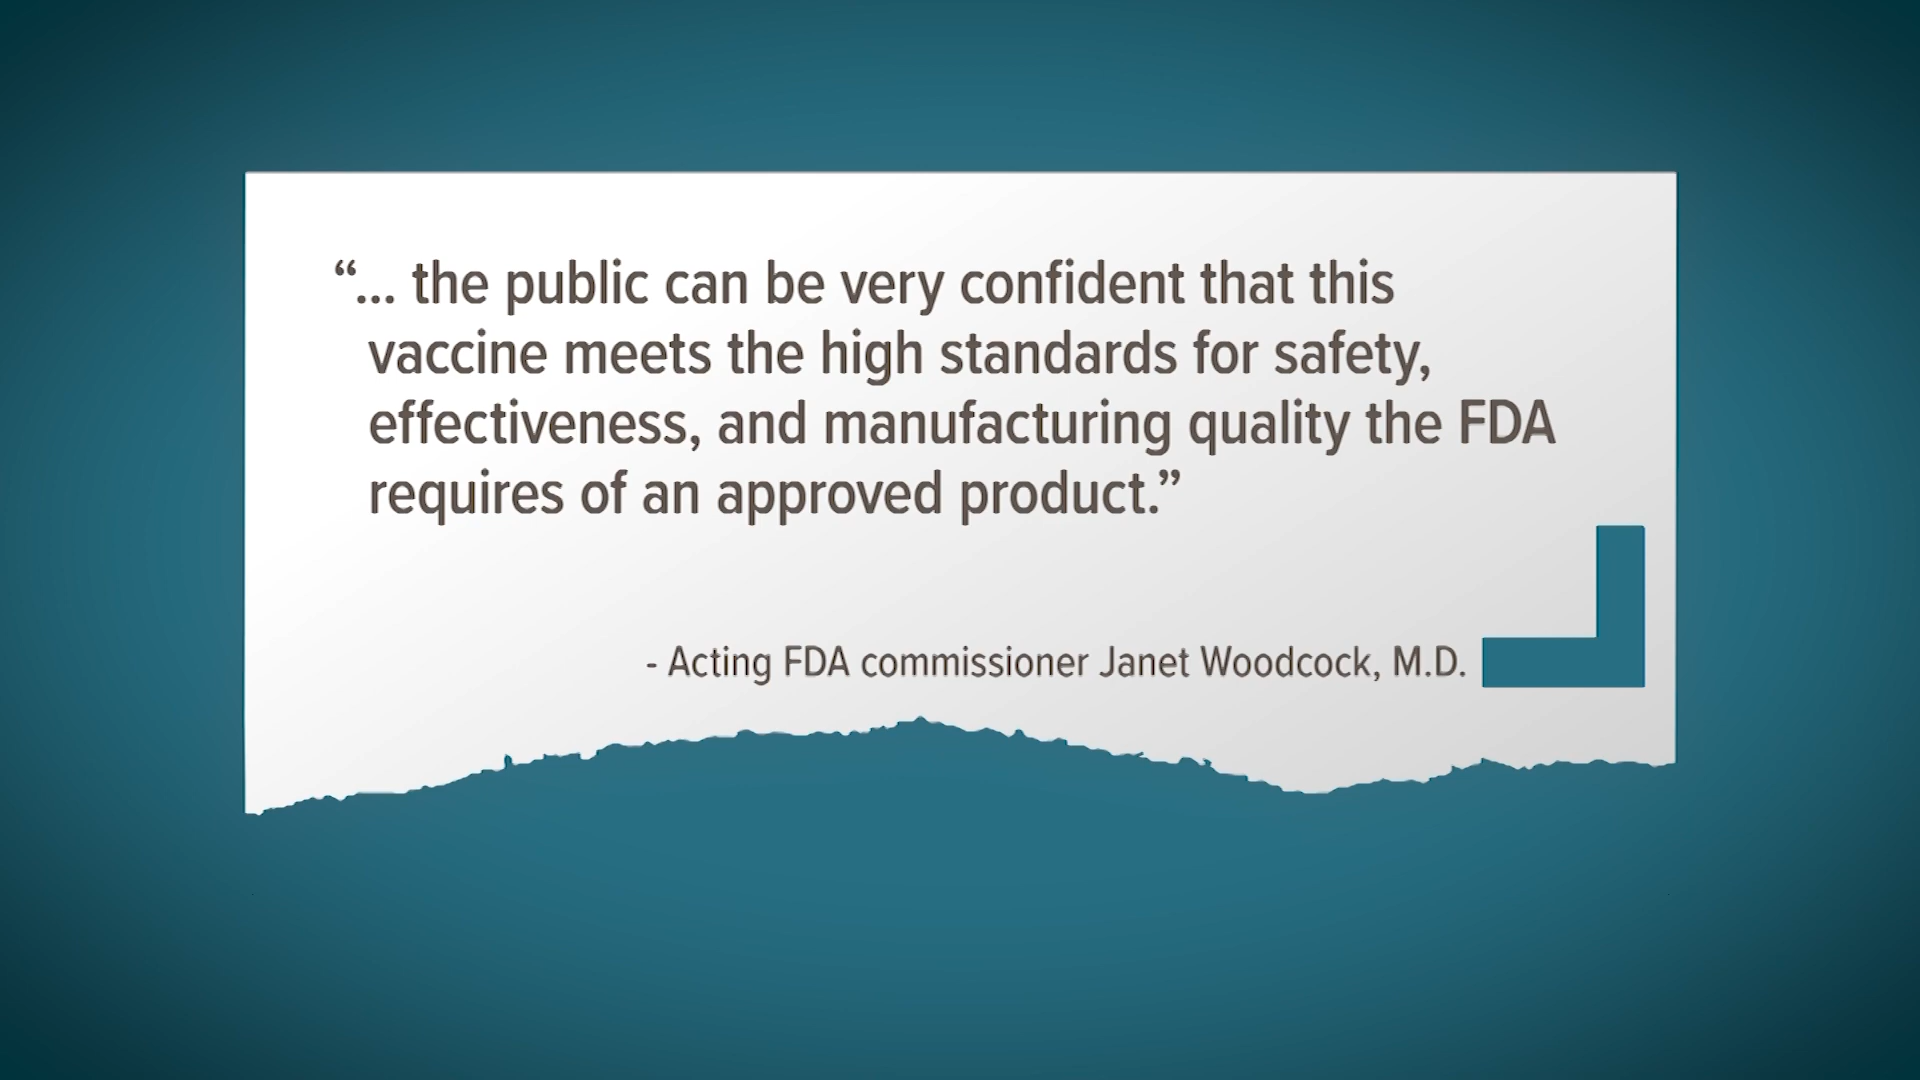 “... the public can be very confident that this
vaccine meets the high standards for safety,
effectiveness, and manufacturing quality the FDA
requires of an approved product.”
- Acting FDA commissioner Janet Woodcock, M.D.